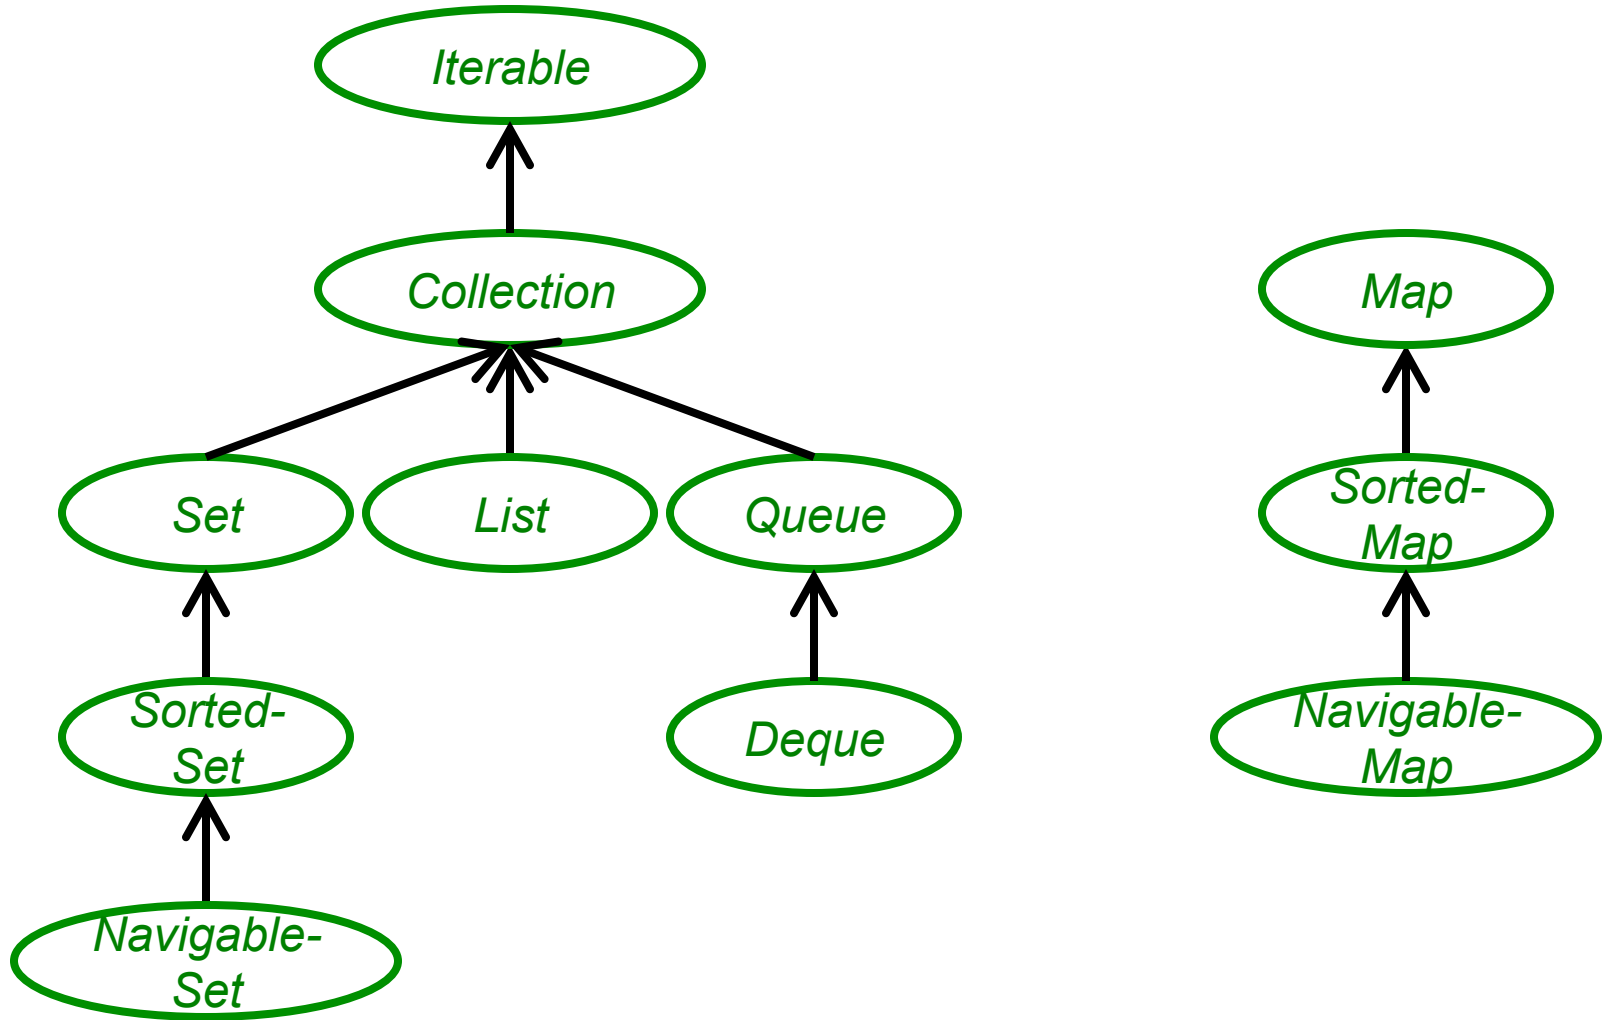 Iterable
Collection
Map
Set
List
Queue
Sorted-
Map
Sorted-
Set
Deque
Navigable-
Map
Navigable-
Set